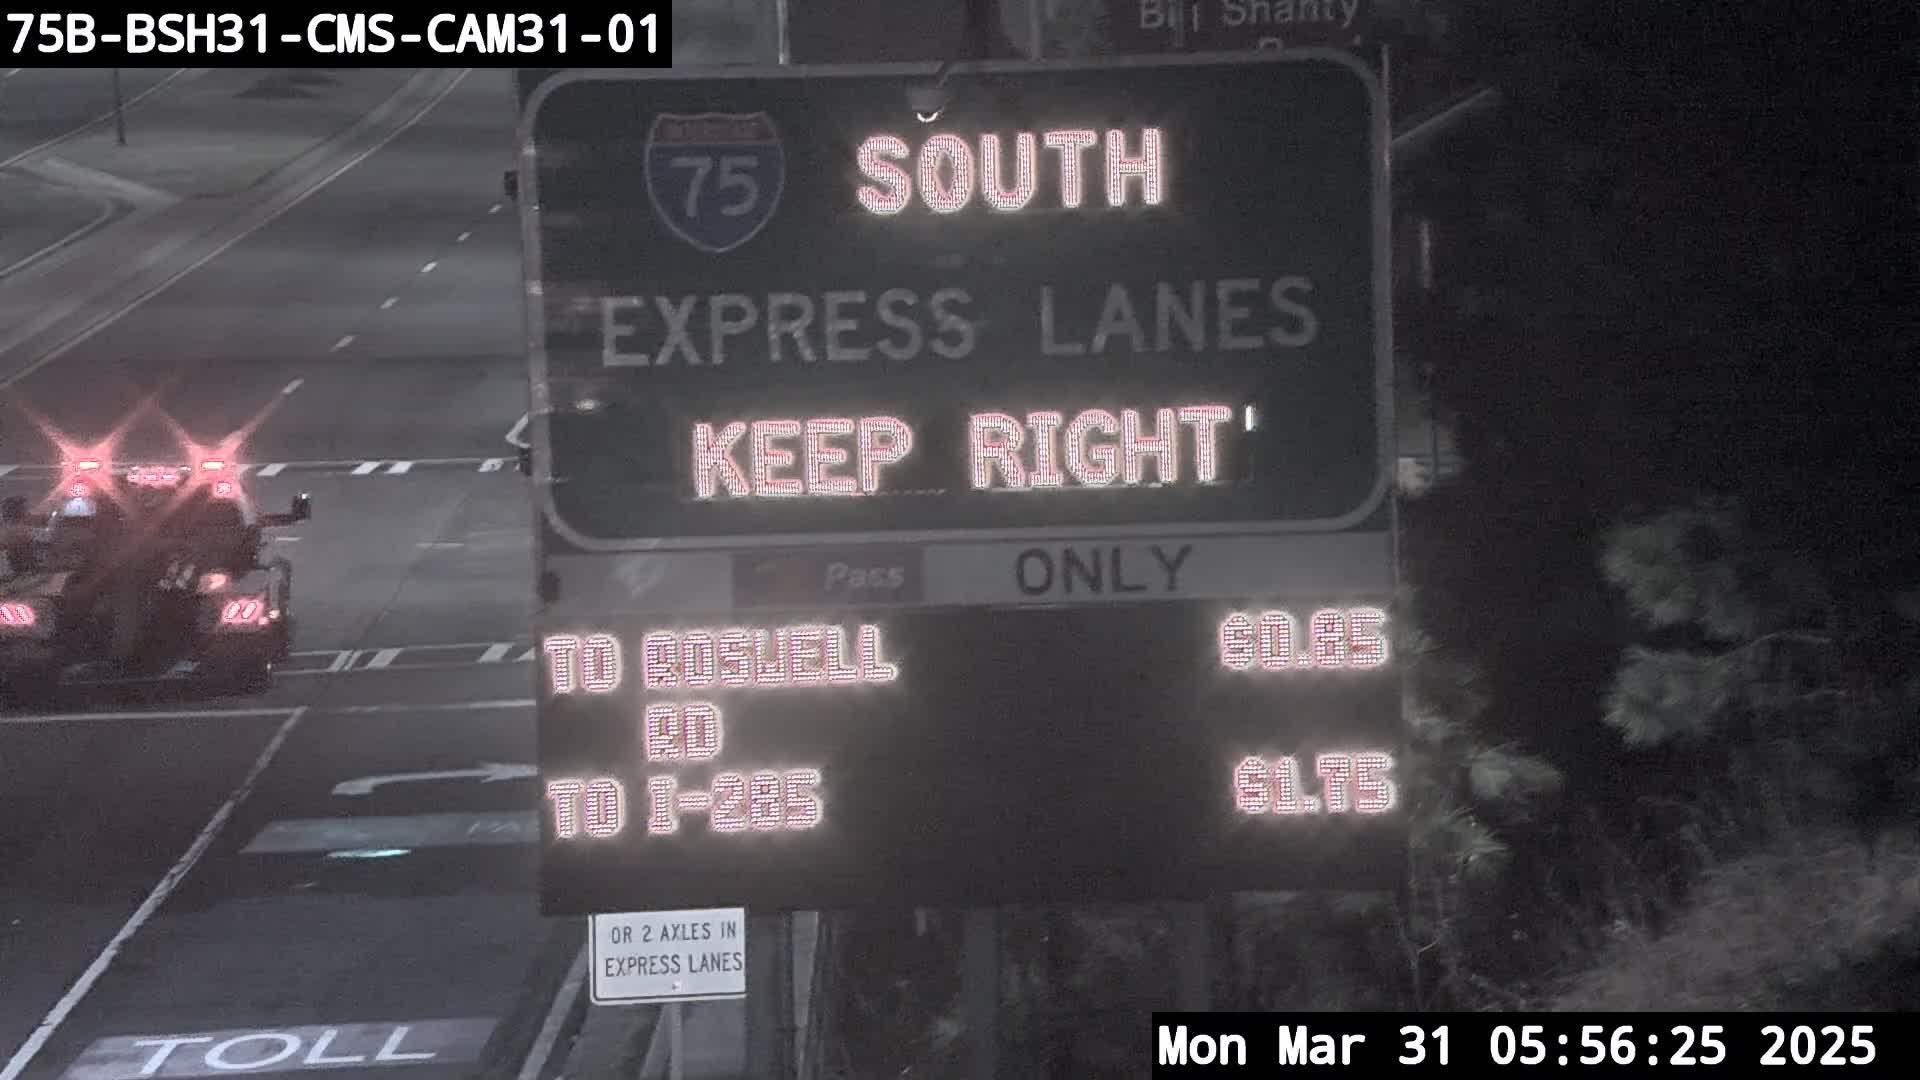 75B-BSH31-CMS-CAM31-01
Shanty
75 SOUTH
EXPRESS LANES
KEEP RIGHT
Pass ONLY
TO ROSWELL $0.85
RD
TO I-285 $1.75
OR 2 AXLES IN
EXPRESS LANES
TOLL
Mon Mar 31 05:56:25 2025